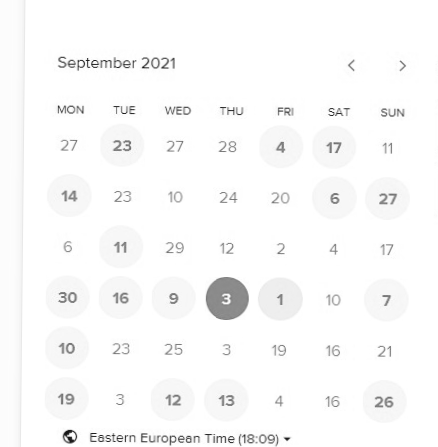 September 2021 < >
MON TUE WED THU FRI SAT SUN
27 23 27 28 4 17 11
14 23 10 24 20 6 27
6 11 29 12 2 4 17
30 16 9 3 1 10 7
10 23 25 3 19 16 21
19 3 12 13 4 16 26
Eastern European Time (18:09)